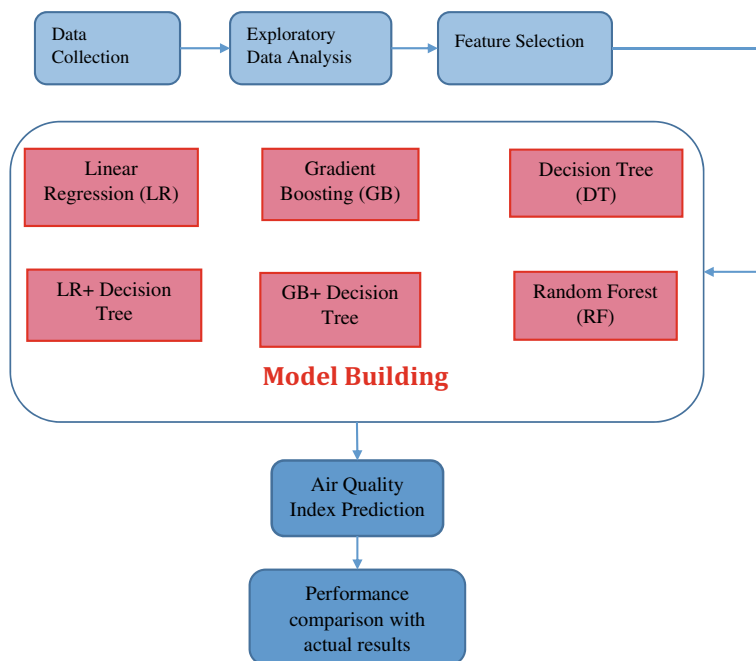 Data
Collection
Exploratory
Data Analysis
Feature Selection
Linear
Regression (LR)
Gradient
Boosting (GB)
Decision Tree
(DT)
LR+ Decision
Tree
GB+ Decision
Tree
Random Forest
(RF)
Model Building
Air Quality
Index Prediction
Performance
comparison with
actual results